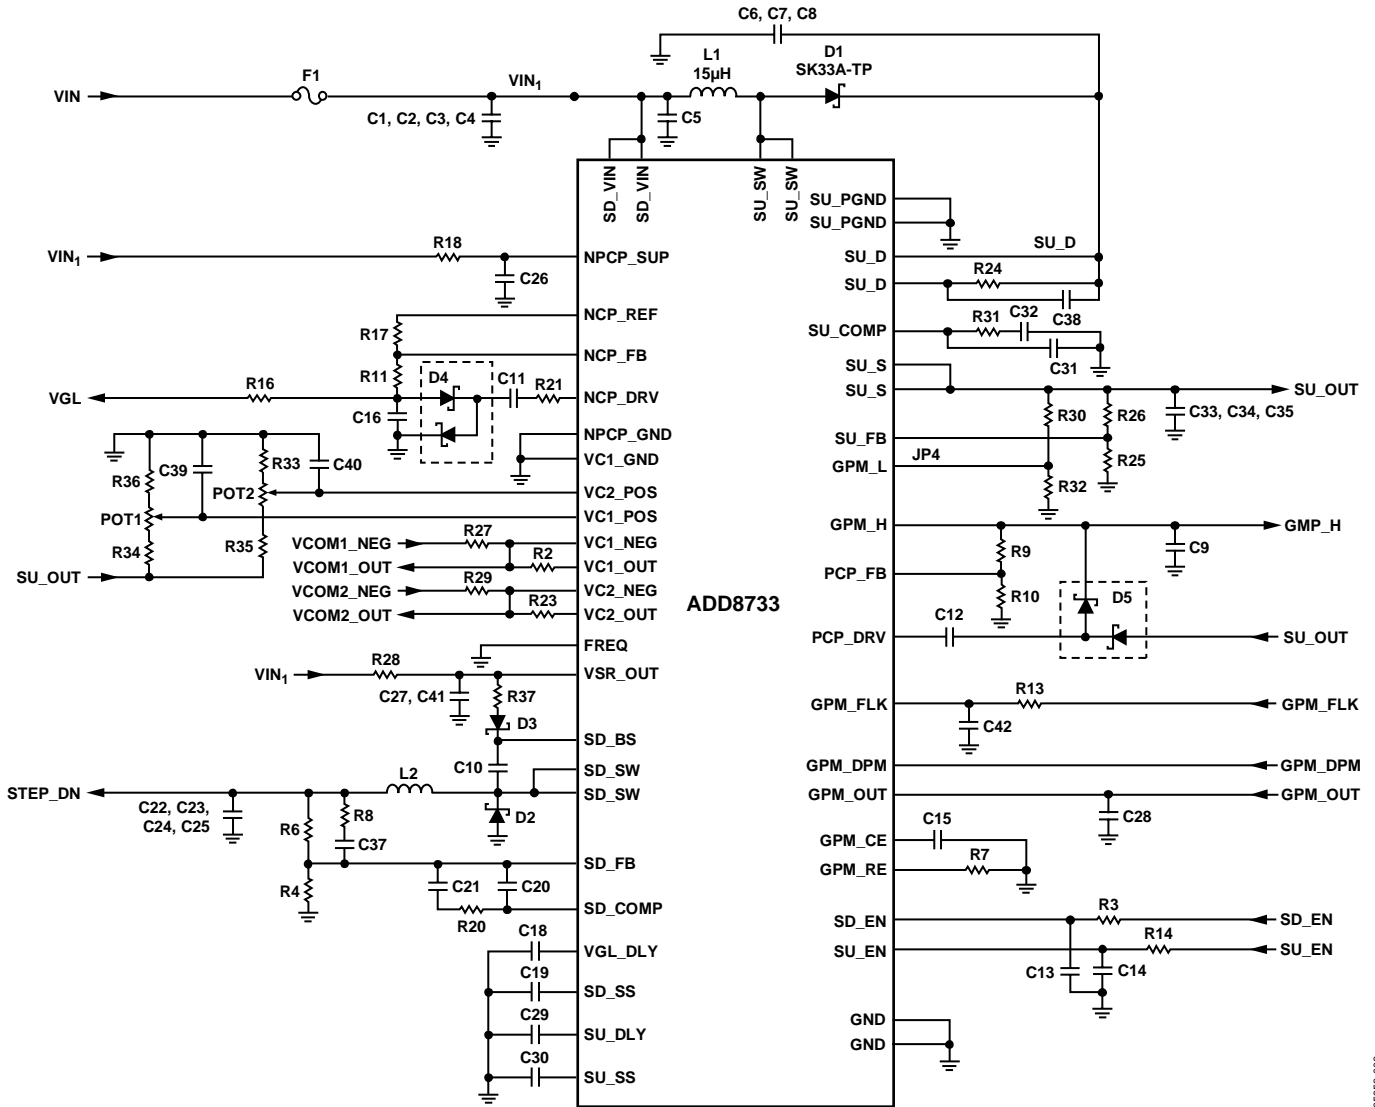 C6, C7, C8
L1
15µH
D1
SK33A-TP
F1
VIN₁
VIN
C1, C2, C3, C4
C5
SD_VIN
SD_VIN
SU_SW
SU_SW
SU_PGND
SU_PGND
SU_D
SU_D
R24
SU_D
C38
SU_COMP
R31
C32
C31
SU_S
SU_S
SU_OUT
R30
R26
C33, C34, C35
SU_FB
R25
GPM_L
JP4
R32
GPM_H
GMP_H
R9
C9
PCP_FB
R10
D5
C12
PCP_DRV
SU_OUT
R13
GPM_FLK
GPM_FLK
C42
GPM_DPM
GPM_DPM
GPM_OUT
GPM_OUT
C28
C15
GPM_CE
R7
GPM_RE
R3
SD_EN
SD_EN
R14
SU_EN
SU_EN
C13
C14
GND
GND
ADD8733
VIN₁
R18
NPCP_SUP
C26
NCP_REF
R17
NCP_FB
R11
D4
C11
R21
VGL
R16
NCP_DRV
C16
NPCP_GND
VC1_GND
C39
R33
C40
R36
POT2
VC2_POS
POT1
VC1_POS
R34
R35
SU_OUT
VCOM1_NEG
R27
VC1_NEG
VCOM1_OUT
R2
VC1_OUT
VCOM2_NEG
R29
VC2_NEG
VCOM2_OUT
R23
VC2_OUT
FREQ
VIN₁
R28
VSR_OUT
C27, C41
R37
D3
SD_BS
C10
SD_SW
L2
STEP_DN
SD_SW
C22, C23,
C24, C25
R6
R8
D2
C37
SD_FB
R4
C21
C20
R20
SD_COMP
C18
VGL_DLY
C19
SD_SS
C29
SU_DLY
C30
SU_SS